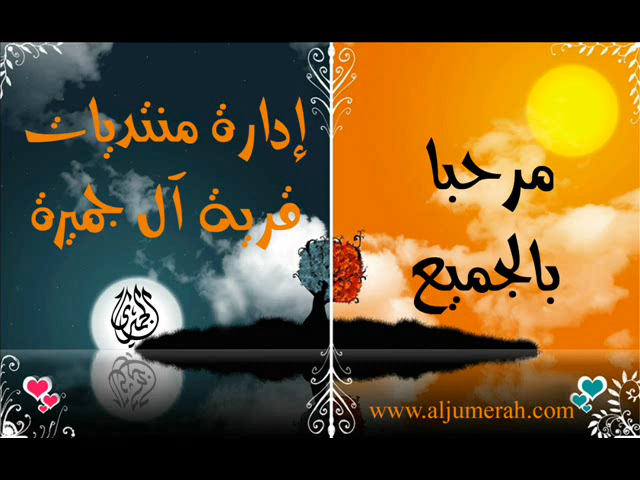 مرحبا
بالجميع
إدارة منتديات
قرية آل جميرة
www.aljumerah.com